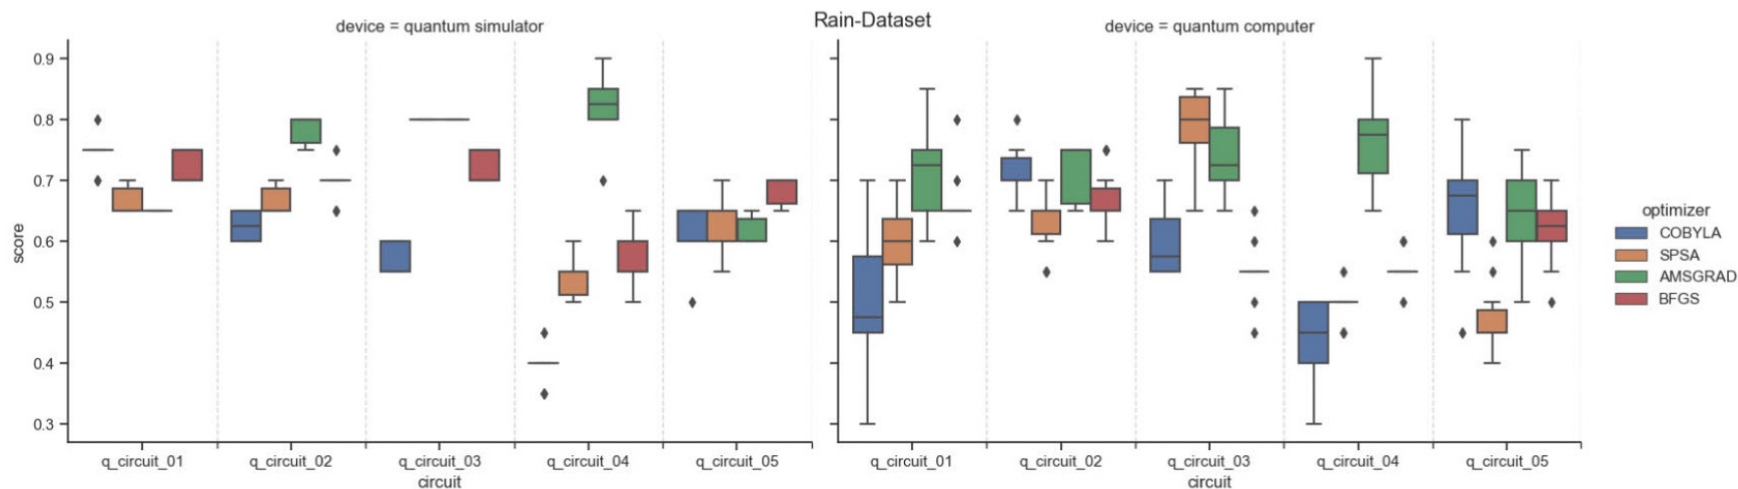 Rain-Dataset
device = quantum simulator
device = quantum computer
score
0.9
0.8
0.7
0.6
0.5
0.4
0.3
q_circuit_01 q_circuit_02 q_circuit_03 q_circuit_04 q_circuit_05
circuit
q_circuit_01 q_circuit_02 q_circuit_03 q_circuit_04 q_circuit_05
circuit
optimizer
COBYLA
SPSA
AMSGRAD
BFGS